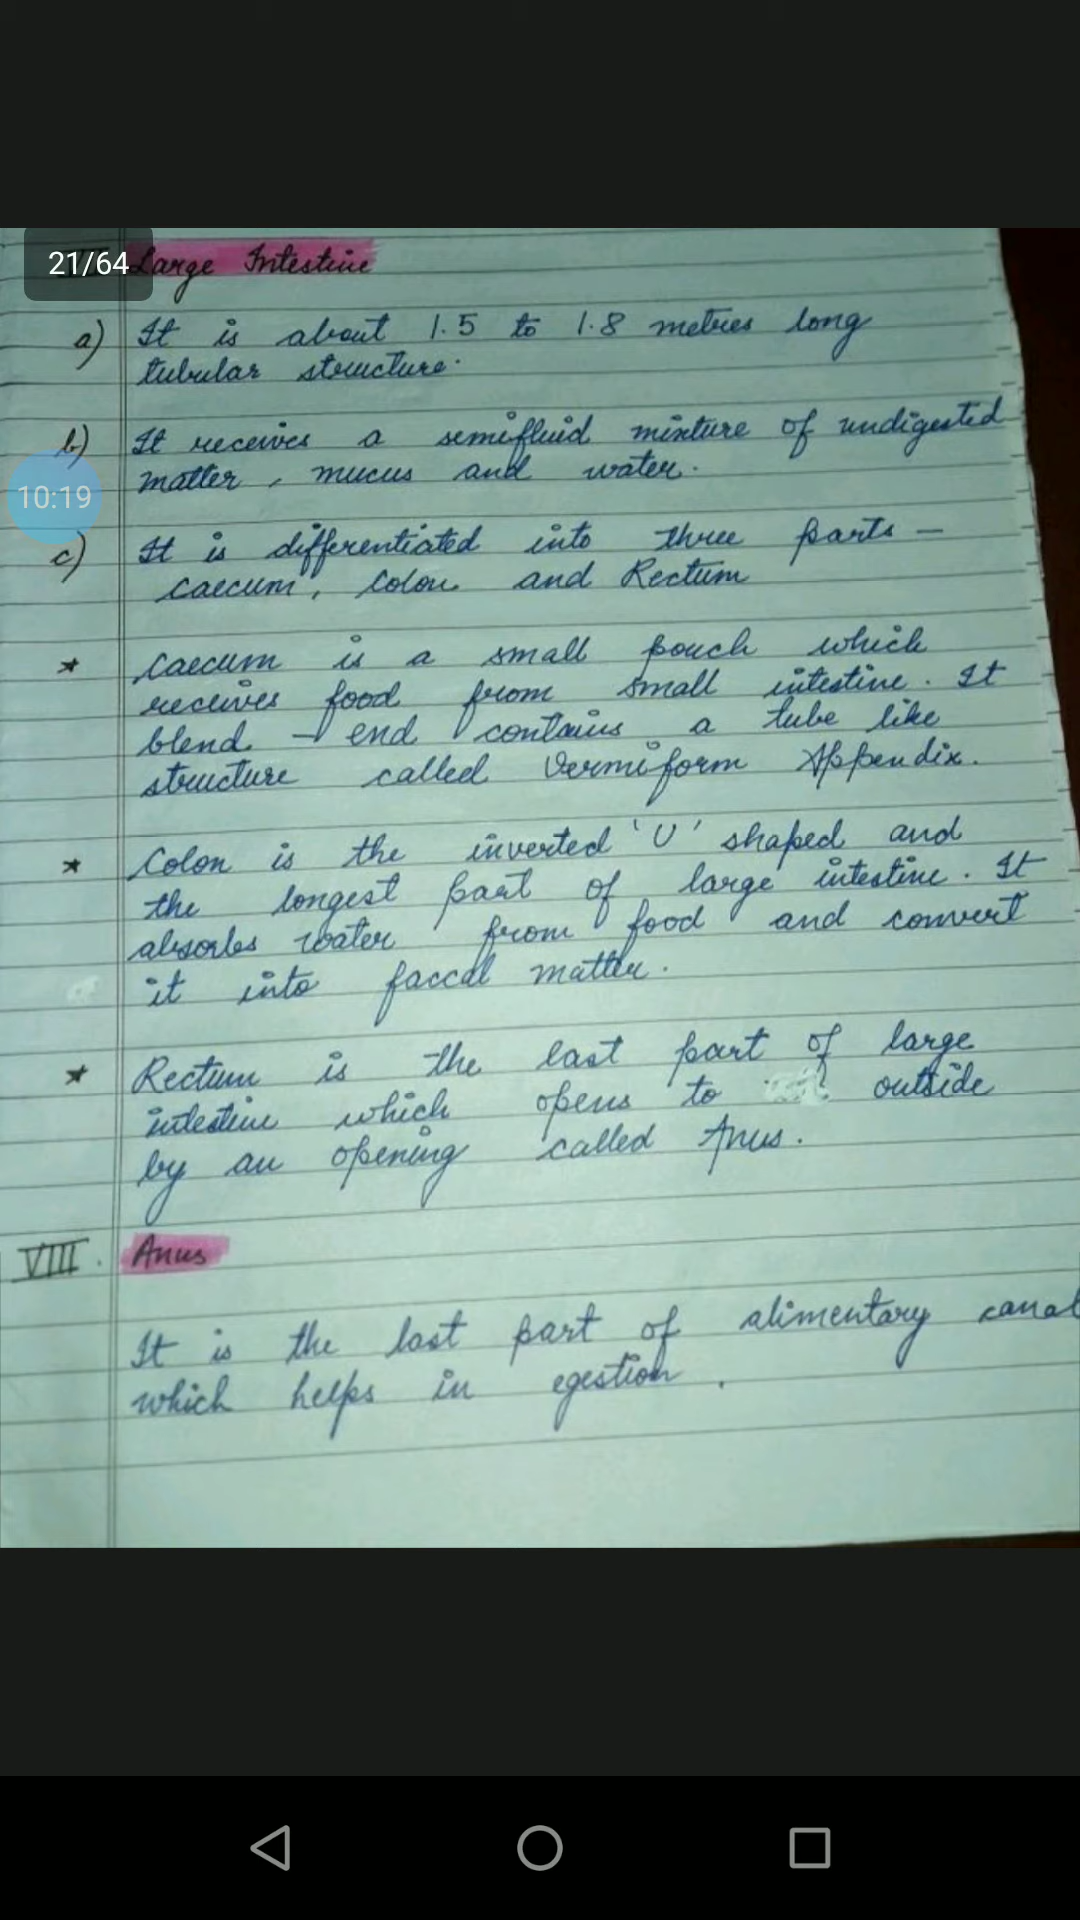 21/64
Large Intestine
a) It is about 1.5 to 1.8 metres long
tubular structure.
b) It receives a semifluid mixture of undigested
matter, mucus and water.
10:19
c) It is differentiated into three parts —
caecum, Colon and Rectum
* Caecum is a small pouch which
receives food from small intestine. It
blend - end contains a tube like
structure called Vermiform Appendix.
* Colon is the inverted 'U' shaped and
the longest part of large intestine. It
absorbs water from food and convert
it into faccal matter.
* Rectum is the last part of large
intestine which opens to outside
by an opening called Anus.
VIII. Anus
It is the last part of alimentary canal
which helps in egestion.